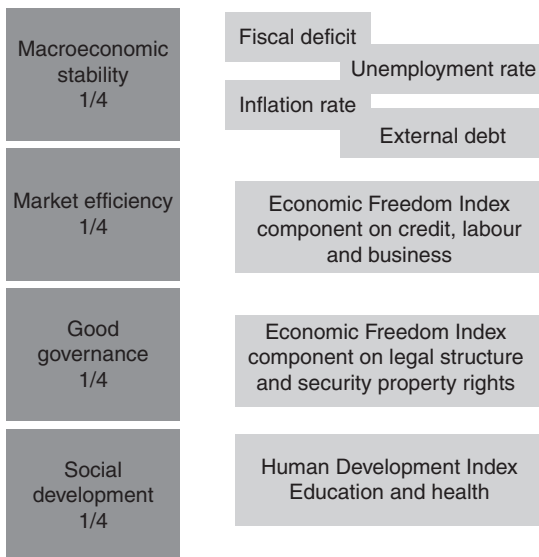 Macroeconomic
stability
1/4
Fiscal deficit
Unemployment rate
Inflation rate
External debt
Market efficiency
1/4
Economic Freedom Index
component on credit, labour
and business
Good
governance
1/4
Economic Freedom Index
component on legal structure
and security property rights
Social
development
1/4
Human Development Index
Education and health